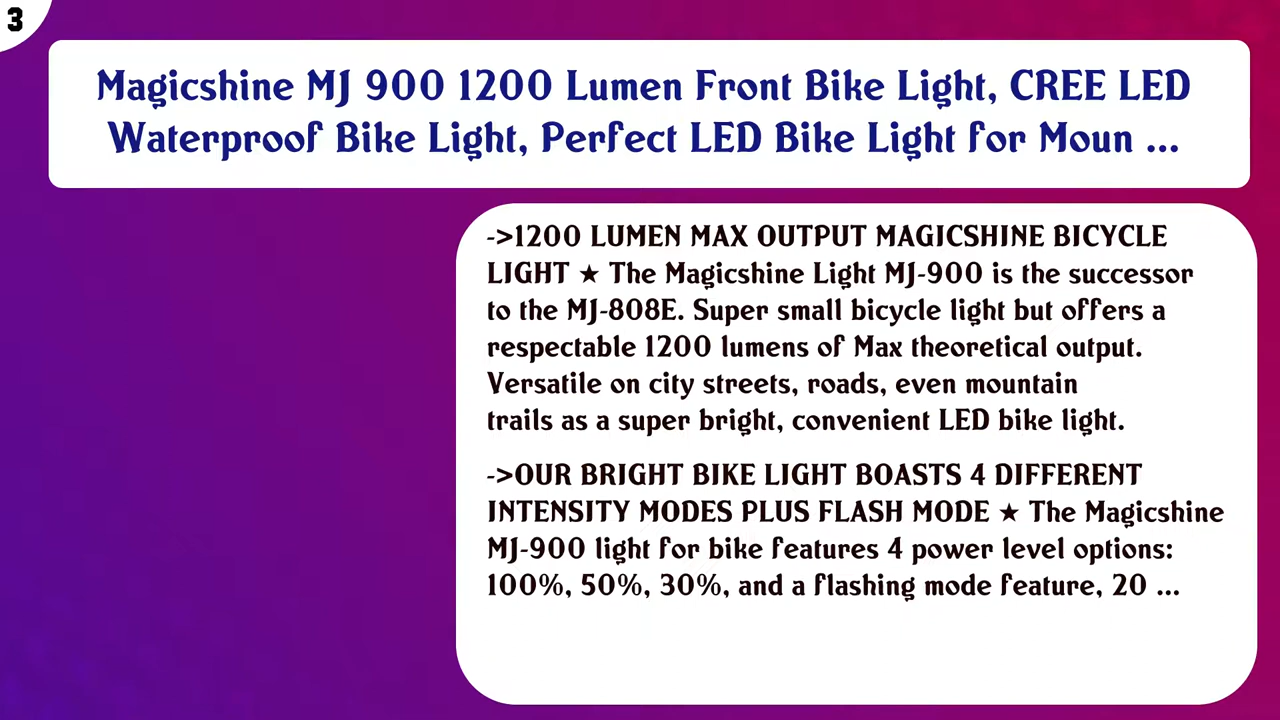 3
Magicshine MJ 900 1200 Lumen Front Bike Light, CREE LED
Waterproof Bike Light, Perfect LED Bike Light for Moun ...
->1200 LUMEN MAX OUTPUT MAGICSHINE BICYCLE
LIGHT ★ The Magicshine Light MJ-900 is the successor
to the MJ-808E. Super small bicycle light but offers a
respectable 1200 lumens of Max theoretical output.
Versatile on city streets, roads, even mountain
trails as a super bright, convenient LED bike light.
->OUR BRIGHT BIKE LIGHT BOASTS 4 DIFFERENT
INTENSITY MODES PLUS FLASH MODE ★ The Magicshine
MJ-900 light for bike features 4 power level options:
100%, 50%, 30%, and a flashing mode feature, 20 ...